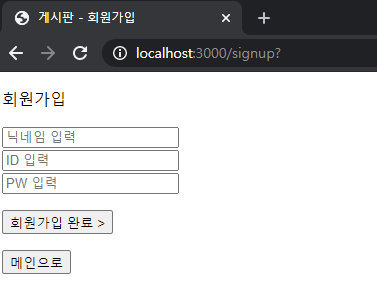 게시판 - 회원가입
localhost:3000/signup?
회원가입
닉네임 입력
ID 입력
PW 입력
회원가입 완료 >
메인으로